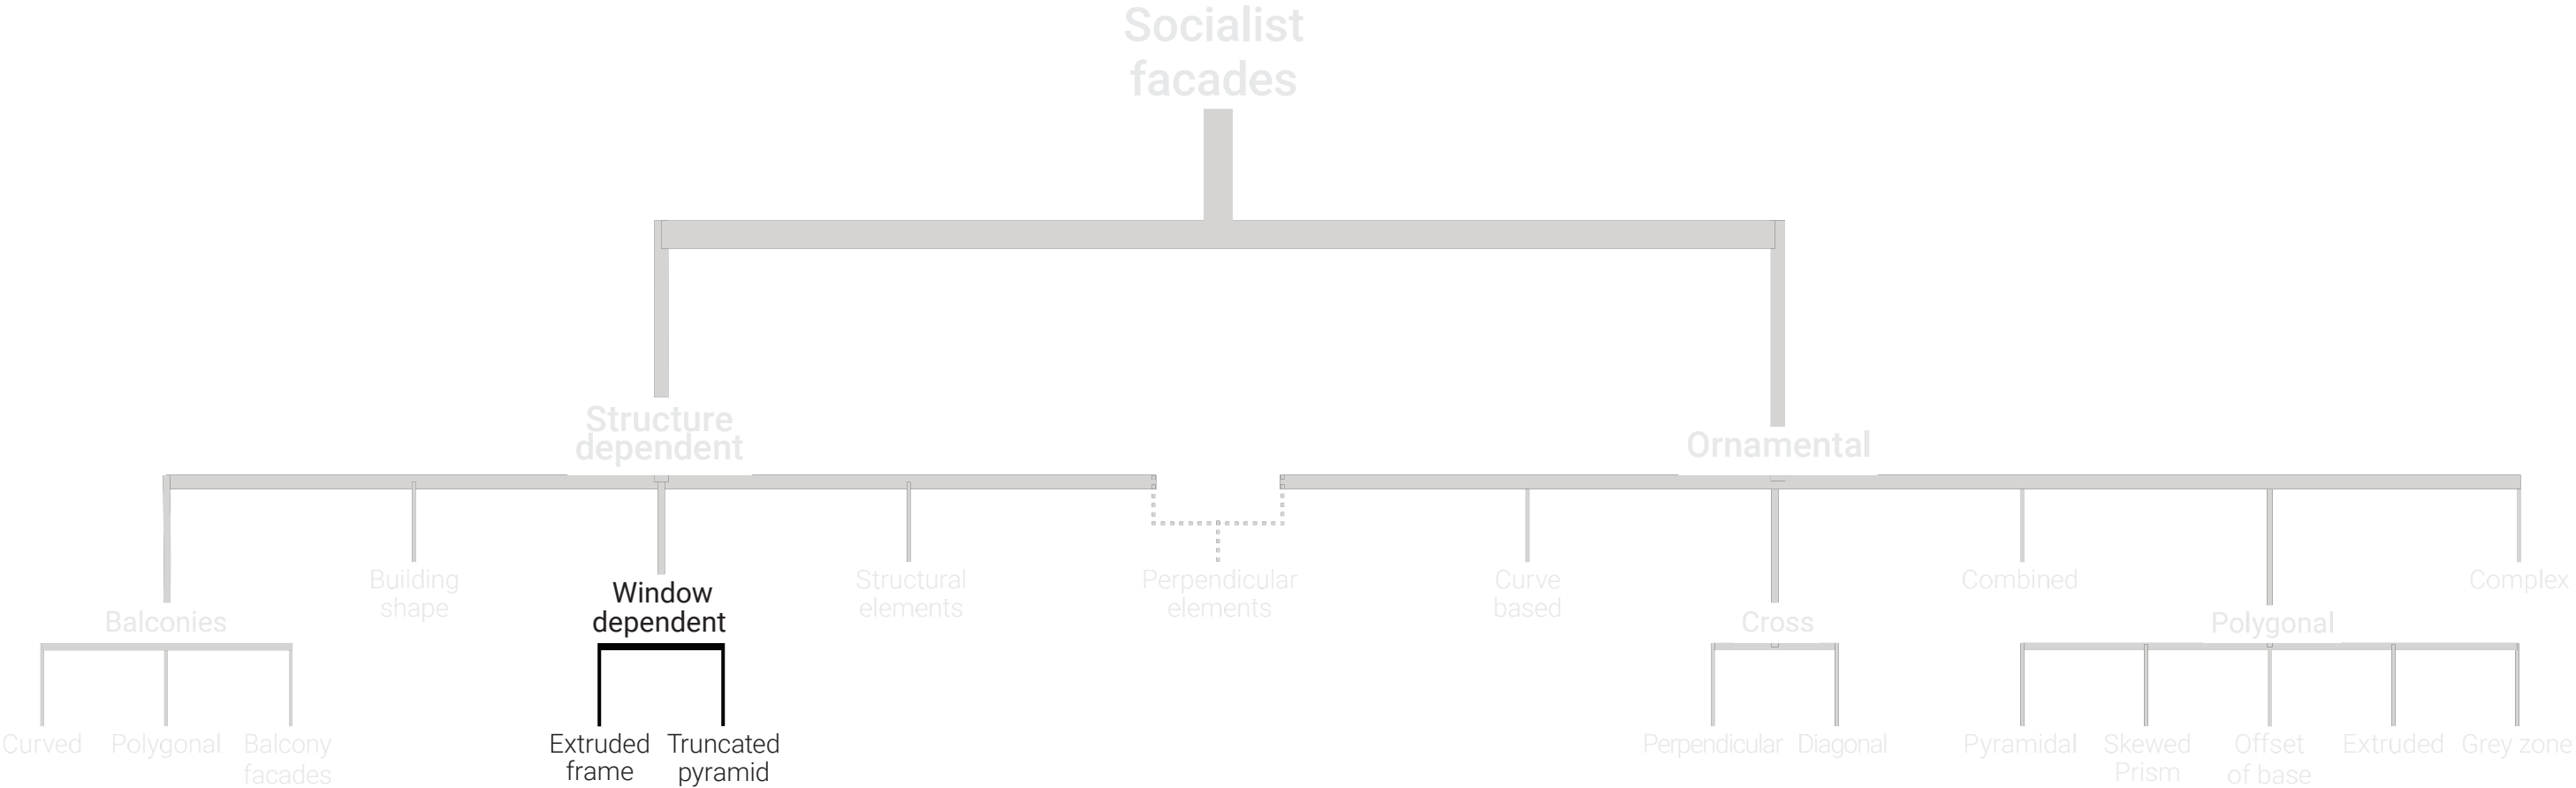 Socialist
facades
Structure
dependent
Ornamental
Building
shape
Window
dependent
Structural
elements
Perpendicular
elements
Curve
based
Combined
Complex
Balconies
Cross
Polygonal
Curved
Polygonal
Balcony
facades
Extruded
frame
Truncated
pyramid
Perpendicular
Diagonal
Pyramidal
Skewed
Prism
Offset
of base
Extruded
Grey zone